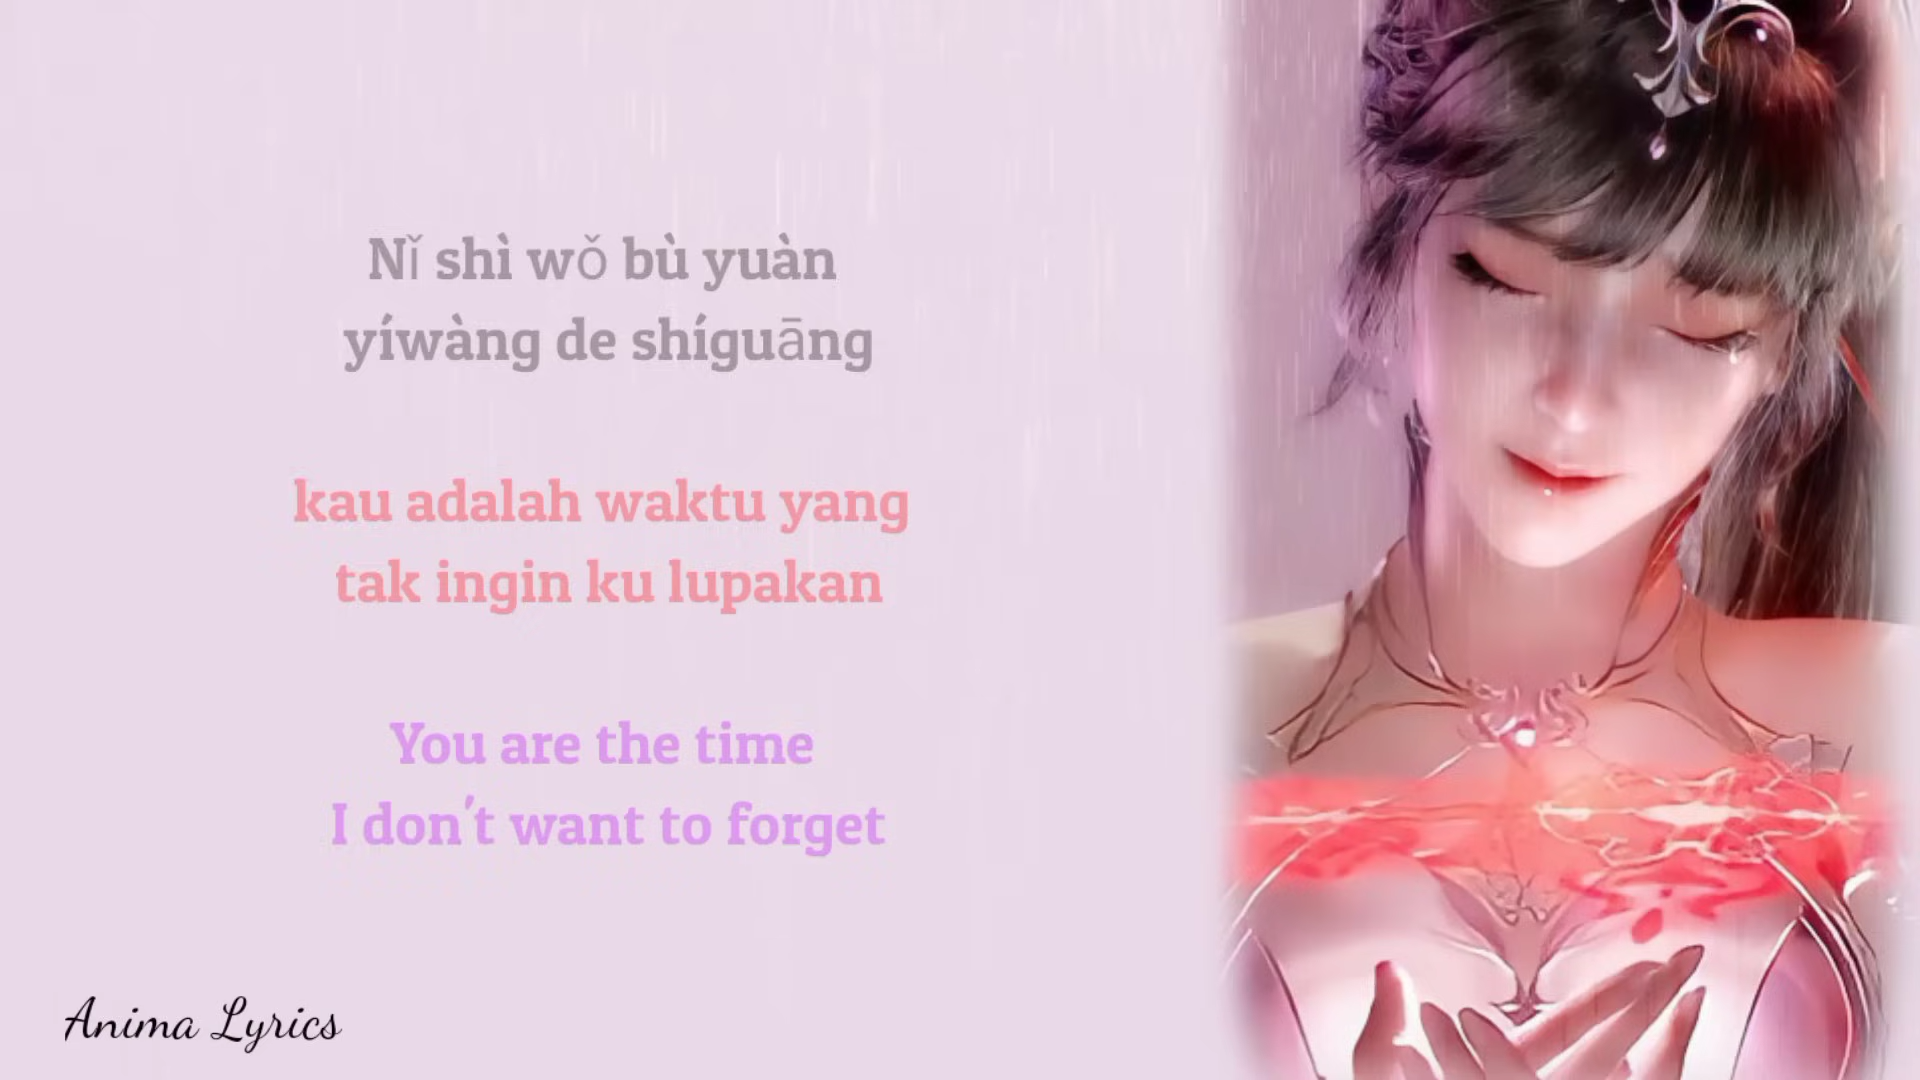 Nǐ shì wǒ bù yuàn
yíwàng de shíguāng
kau adalah waktu yang
tak ingin ku lupakan
You are the time
I don't want to forget
Anima Lyrics